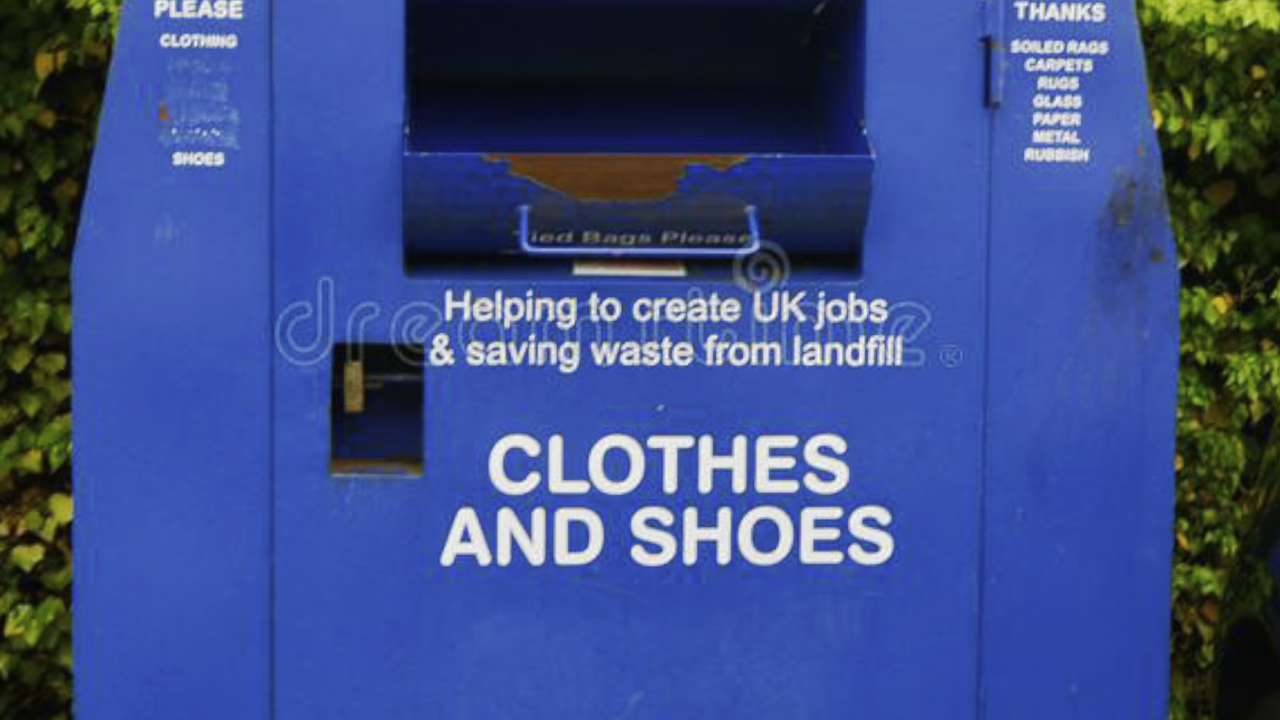 PLEASE
CLOTHING
SHOES
THANKS
SOILED RAGS
CARPETS
RUGS
GLASS
PAPER
METAL
RUBBISH
Bags Please
Helping to create UK jobs
& saving waste from landfill
dreamstime
CLOTHES
AND SHOES